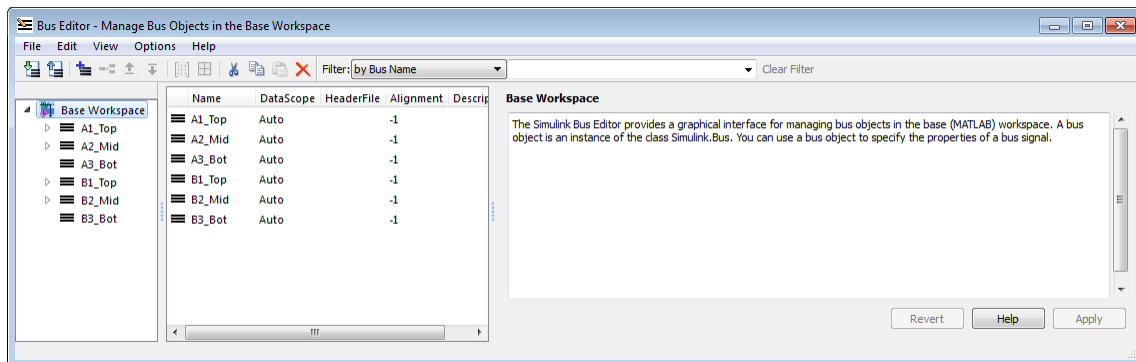 Bus Editor - Manage Bus Objects in the Base Workspace
File Edit View Options Help
Filter: by Bus Name Clear Filter
Base Workspace
A1_Top
A2_Mid
A3_Bot
B1_Top
B2_Mid
B3_Bot
Name DataScope HeaderFile Alignment Descrip
A1_Top Auto -1
A2_Mid Auto -1
A3_Bot Auto -1
B1_Top Auto -1
B2_Mid Auto -1
B3_Bot Auto -1
Base Workspace
The Simulink Bus Editor provides a graphical interface for managing bus objects in the base (MATLAB) workspace. A bus
object is an instance of the class Simulink.Bus. You can use a bus object to specify the properties of a bus signal.
Revert Help Apply